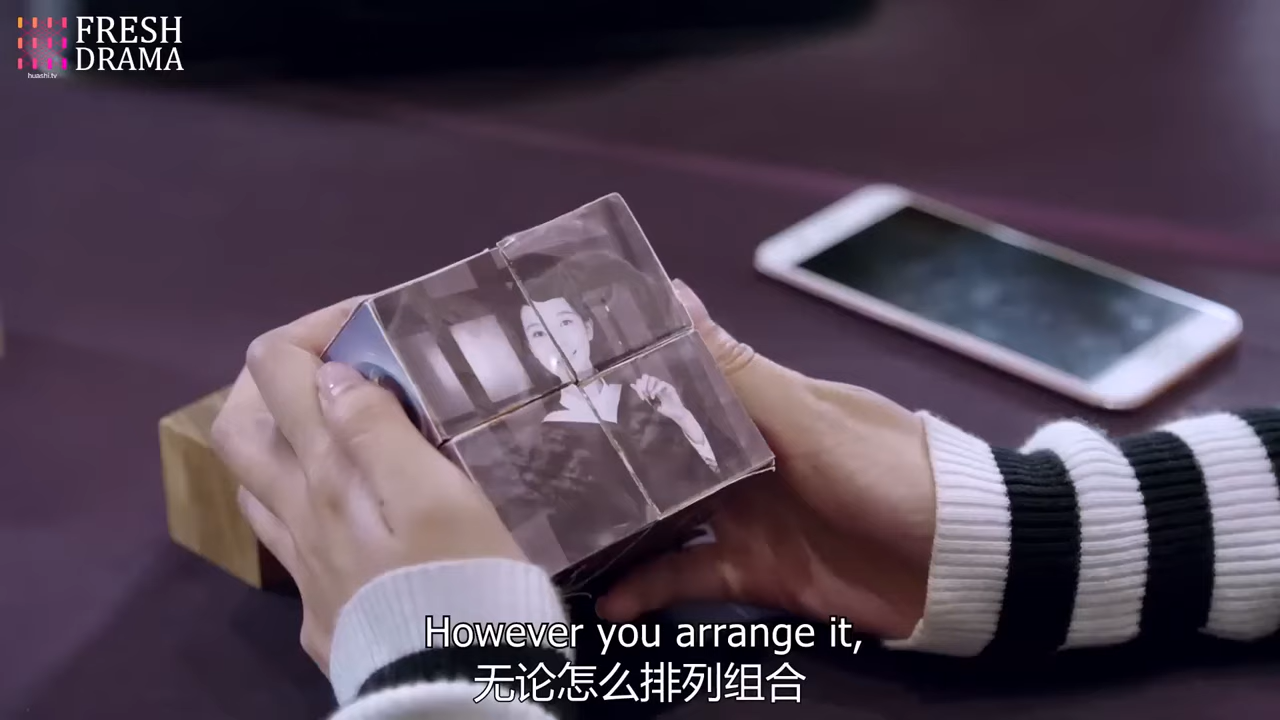 FRESH
DRAMA
huashi.tv
However you arrange it,
无论怎么排列组合